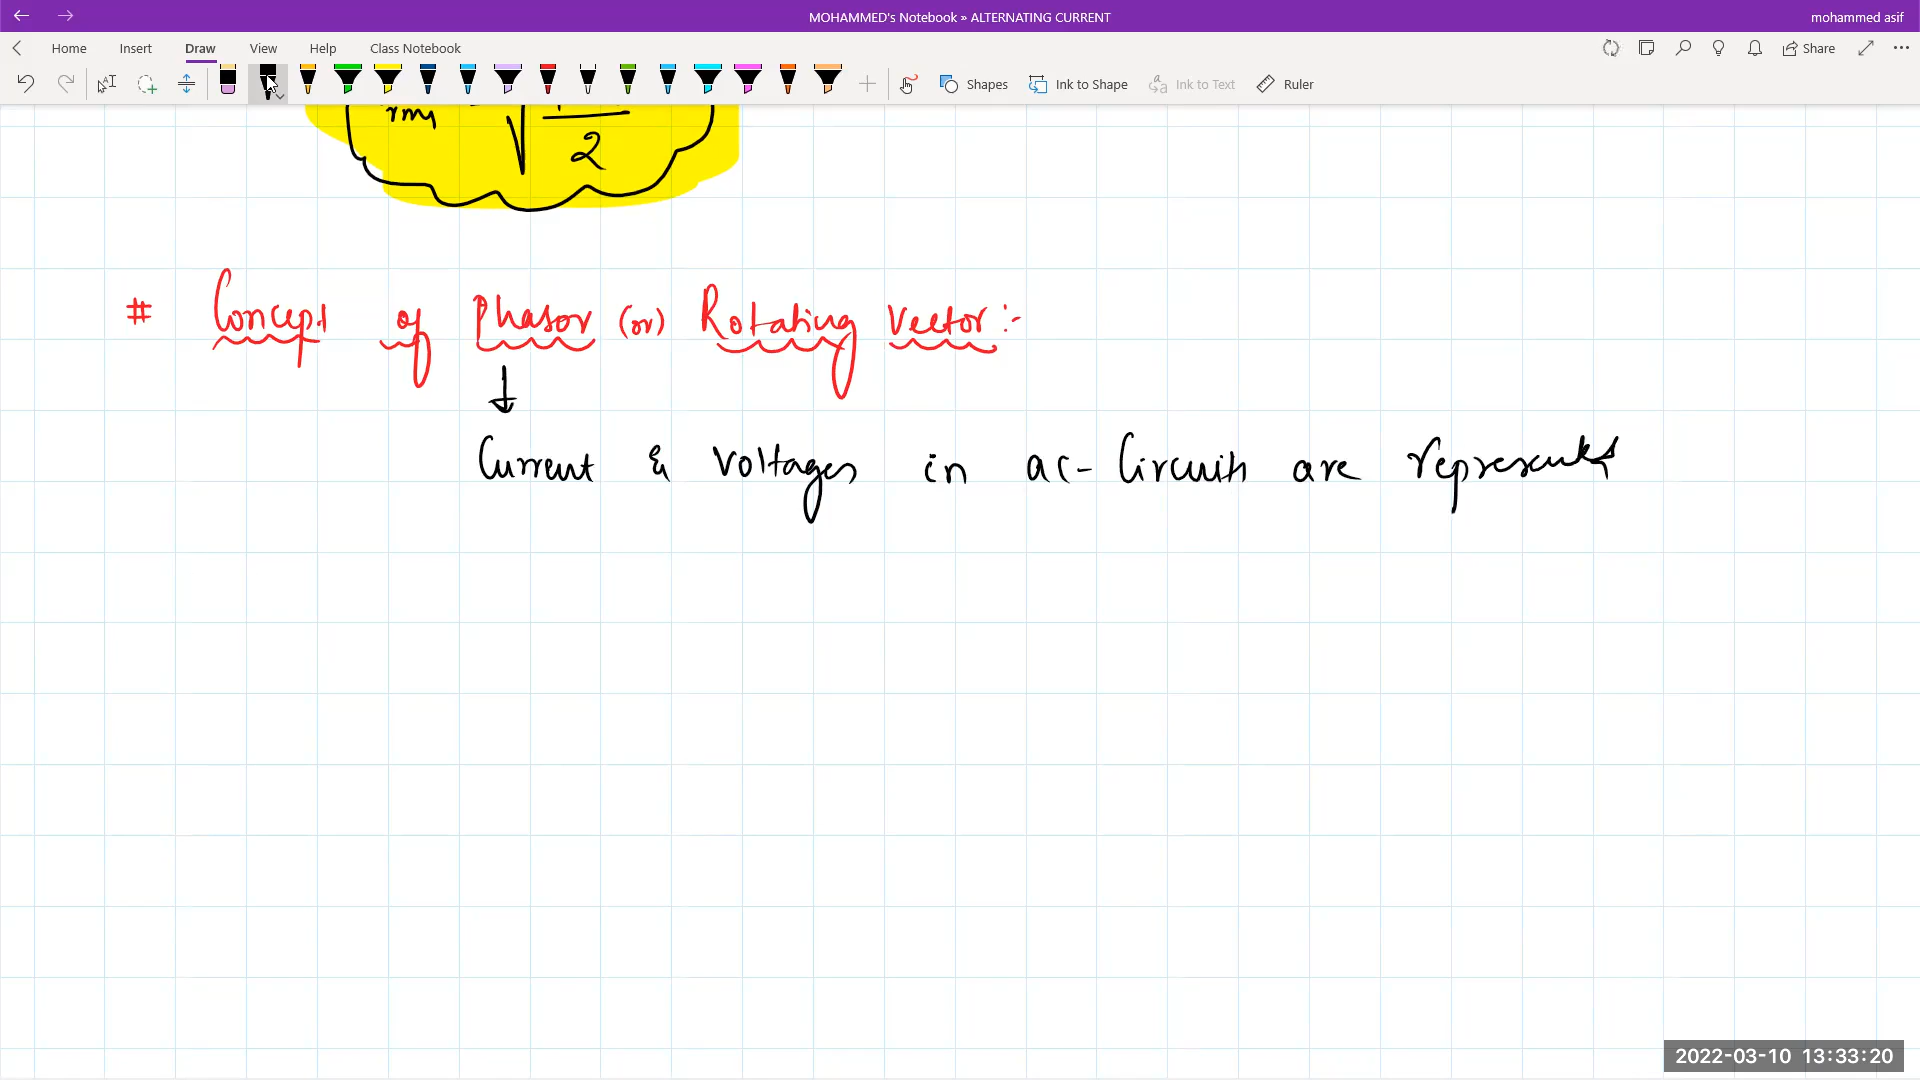 MOHAMMED's Notebook » ALTERNATING CURRENT
mohammed asif
Home Insert Draw View Help Class Notebook
Share
Shapes Ink to Shape Ink to Text Ruler
2
# Concept of Phasor (or) Rotating Vector :-
Current & Voltages in ac- Circuits are represents
2022-03-10 13:33:20